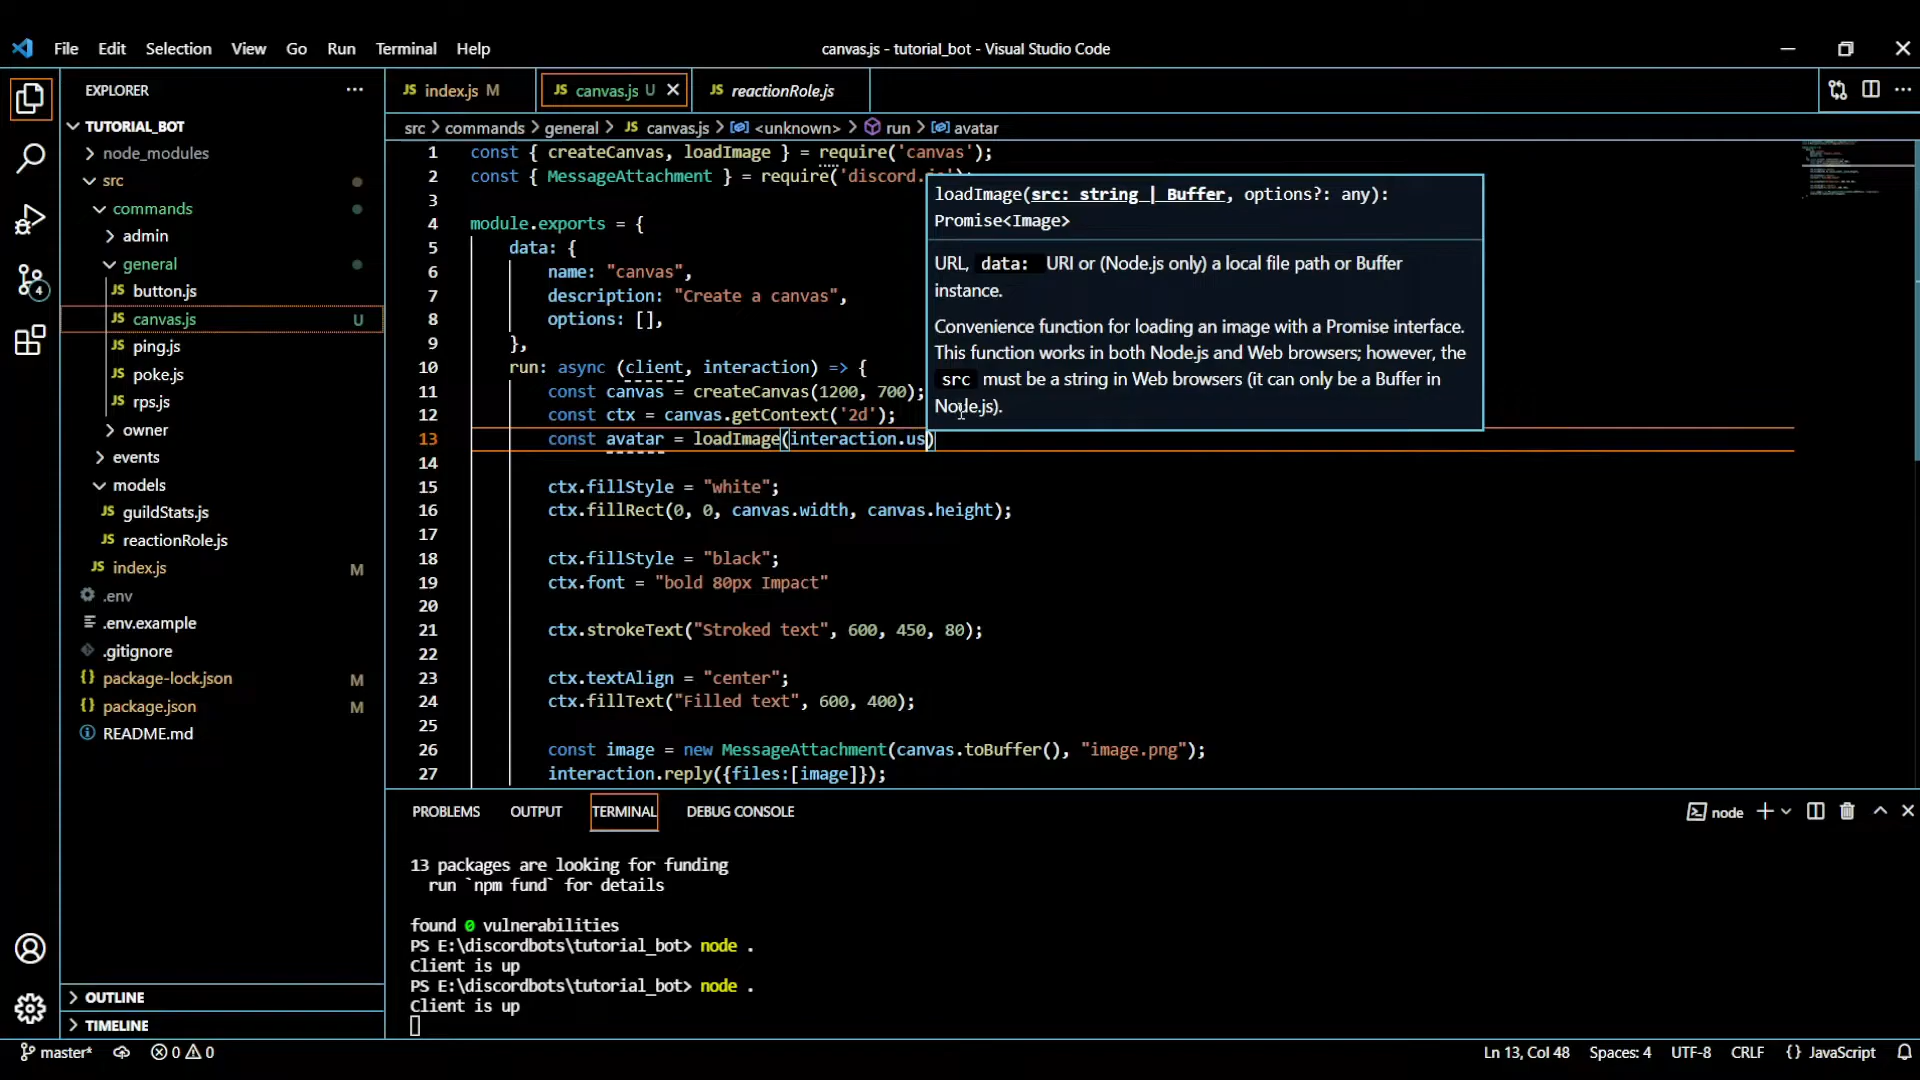 File Edit Selection View Go Run Terminal Help
canvas.js - tutorial_bot - Visual Studio Code
EXPLORER
JS index.js M
JS canvas.js U
JS reactionRole.js
src > commands > general > JS canvas.js > <unknown> > run > avatar
TUTORIAL_BOT
node_modules
src
commands
admin
general
JS button.js
JS canvas.js U
JS ping.js
JS poke.js
JS rps.js
owner
events
models
JS guildStats.js
JS reactionRole.js
JS index.js M
.env
.env.example
.gitignore
{} package-lock.json M
{} package.json M
README.md
OUTLINE
TIMELINE
4
1 const { createCanvas, loadImage } = require('canvas');
2 const { MessageAttachment } = require('discord.
3
4 module.exports = {
5 data: {
6 name: "canvas",
7 description: "Create a canvas",
8 options: [],
9 },
10 run: async (client, interaction) => {
11 const canvas = createCanvas(1200, 700);
12 const ctx = canvas.getContext('2d');
13 const avatar = loadImage(interaction.us)
14
15 ctx.fillStyle = "white";
16 ctx.fillRect(0, 0, canvas.width, canvas.height);
17
18 ctx.fillStyle = "black";
19 ctx.font = "bold 80px Impact"
20
21 ctx.strokeText("Stroked text", 600, 450, 80);
22
23 ctx.textAlign = "center";
24 ctx.fillText("Filled text", 600, 400);
25
26 const image = new MessageAttachment(canvas.toBuffer(), "image.png");
27 interaction.reply({files:[image]});
loadImage(src: string | Buffer, options?: any):
Promise<Image>
URL, data: URI or (Node.js only) a local file path or Buffer
instance.
Convenience function for loading an image with a Promise interface.
This function works in both Node.js and Web browsers; however, the
src must be a string in Web browsers (it can only be a Buffer in
Node.js).
PROBLEMS OUTPUT TERMINAL DEBUG CONSOLE
node
13 packages are looking for funding
run `npm fund` for details
found 0 vulnerabilities
PS E:\discordbots\tutorial_bot> node .
Client is up
PS E:\discordbots\tutorial_bot> node .
Client is up
master* 0 0
Ln 13, Col 48 Spaces: 4 UTF-8 CRLF {} JavaScript